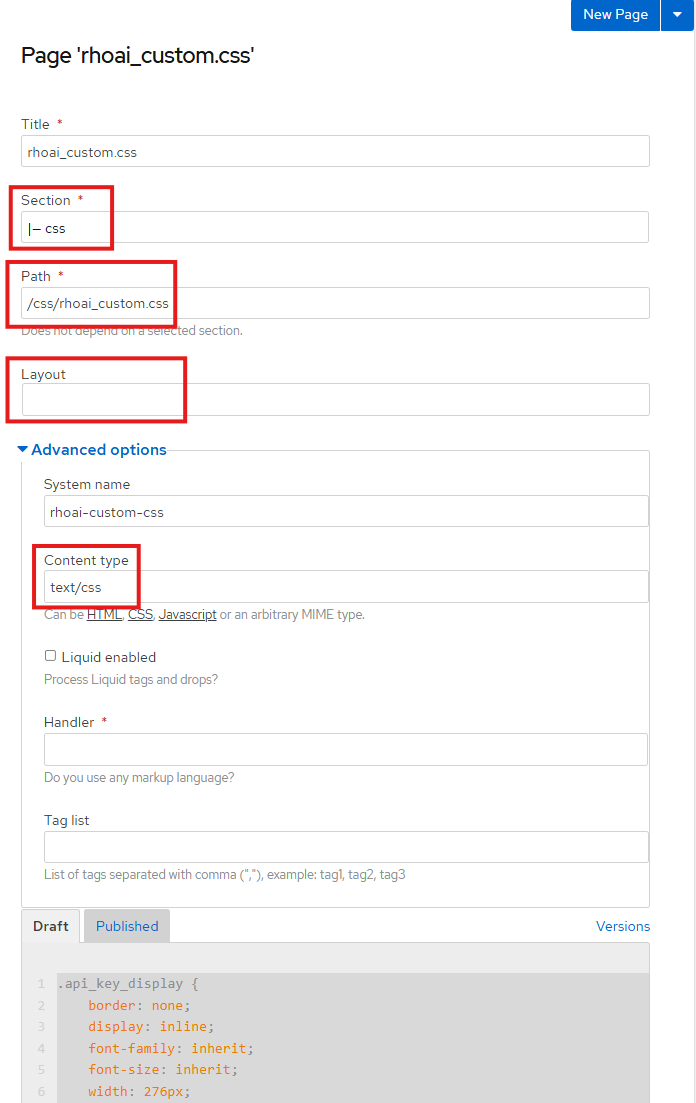 New Page
Page 'rhoai_custom.css'
Title *
rhoai_custom.css
Section *
|— css
Path *
/css/rhoai_custom.css
Does not depend on a selected section.
Layout
Advanced options
System name
rhoai-custom-css
Content type
text/css
Can be HTML, CSS, Javascript or an arbitrary MIME type.
Liquid enabled
Process Liquid tags and drops?
Handler *
Do you use any markup language?
Tag list
List of tags separated with comma (","), example: tag1, tag2, tag3
Draft Published Versions
1 .api_key_display {
2 border: none;
3 display: inline;
4 font-family: inherit;
5 font-size: inherit;
6 width: 276px;